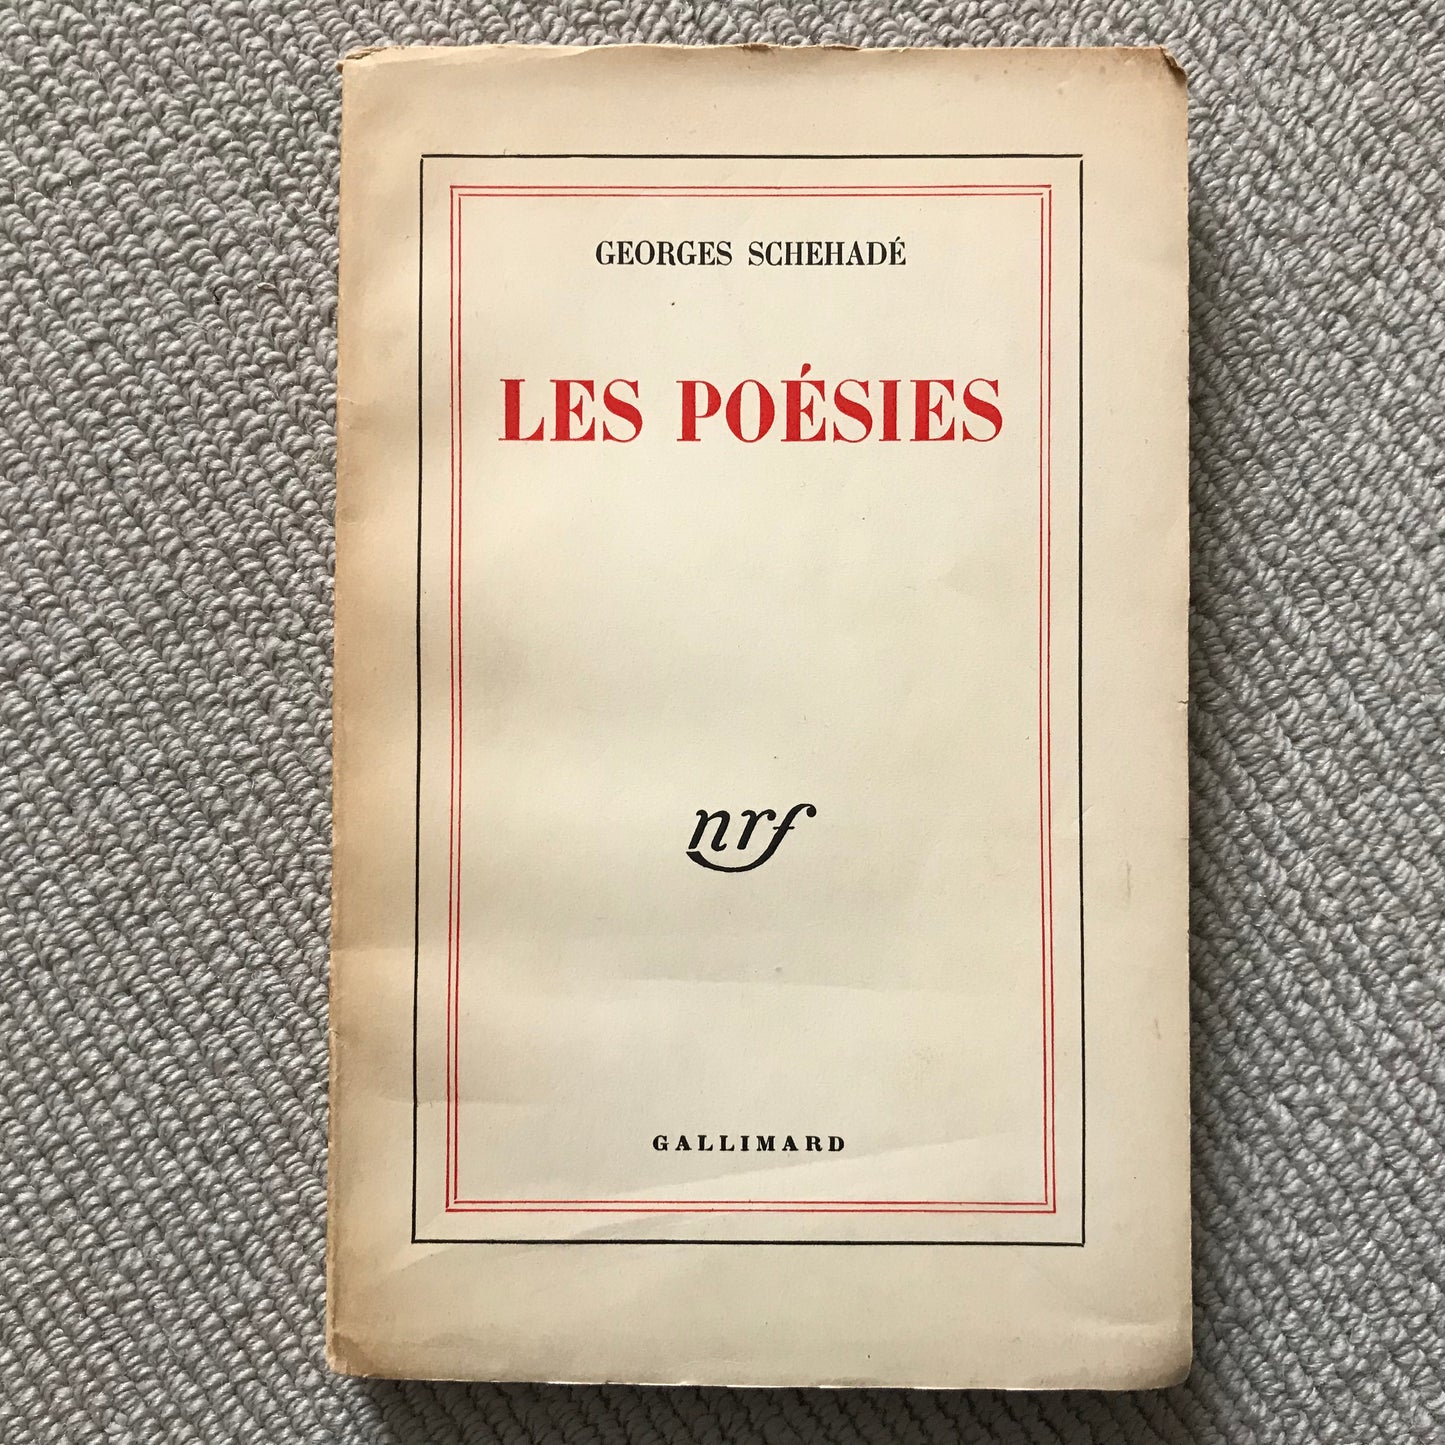 GEORGES SCHEHADÉ
LES POÉSIES
nrf
GALLIMARD